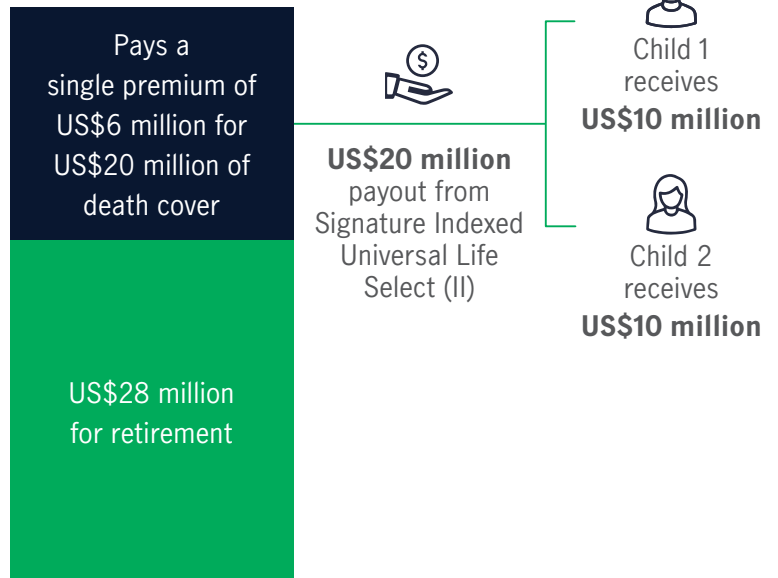 Pays a
single premium of
US$6 million for
US$20 million of
death cover
US$28 million
for retirement
$
US$20 million
payout from
Signature Indexed
Universal Life
Select (II)
Child 1
receives
US$10 million
Child 2
receives
US$10 million